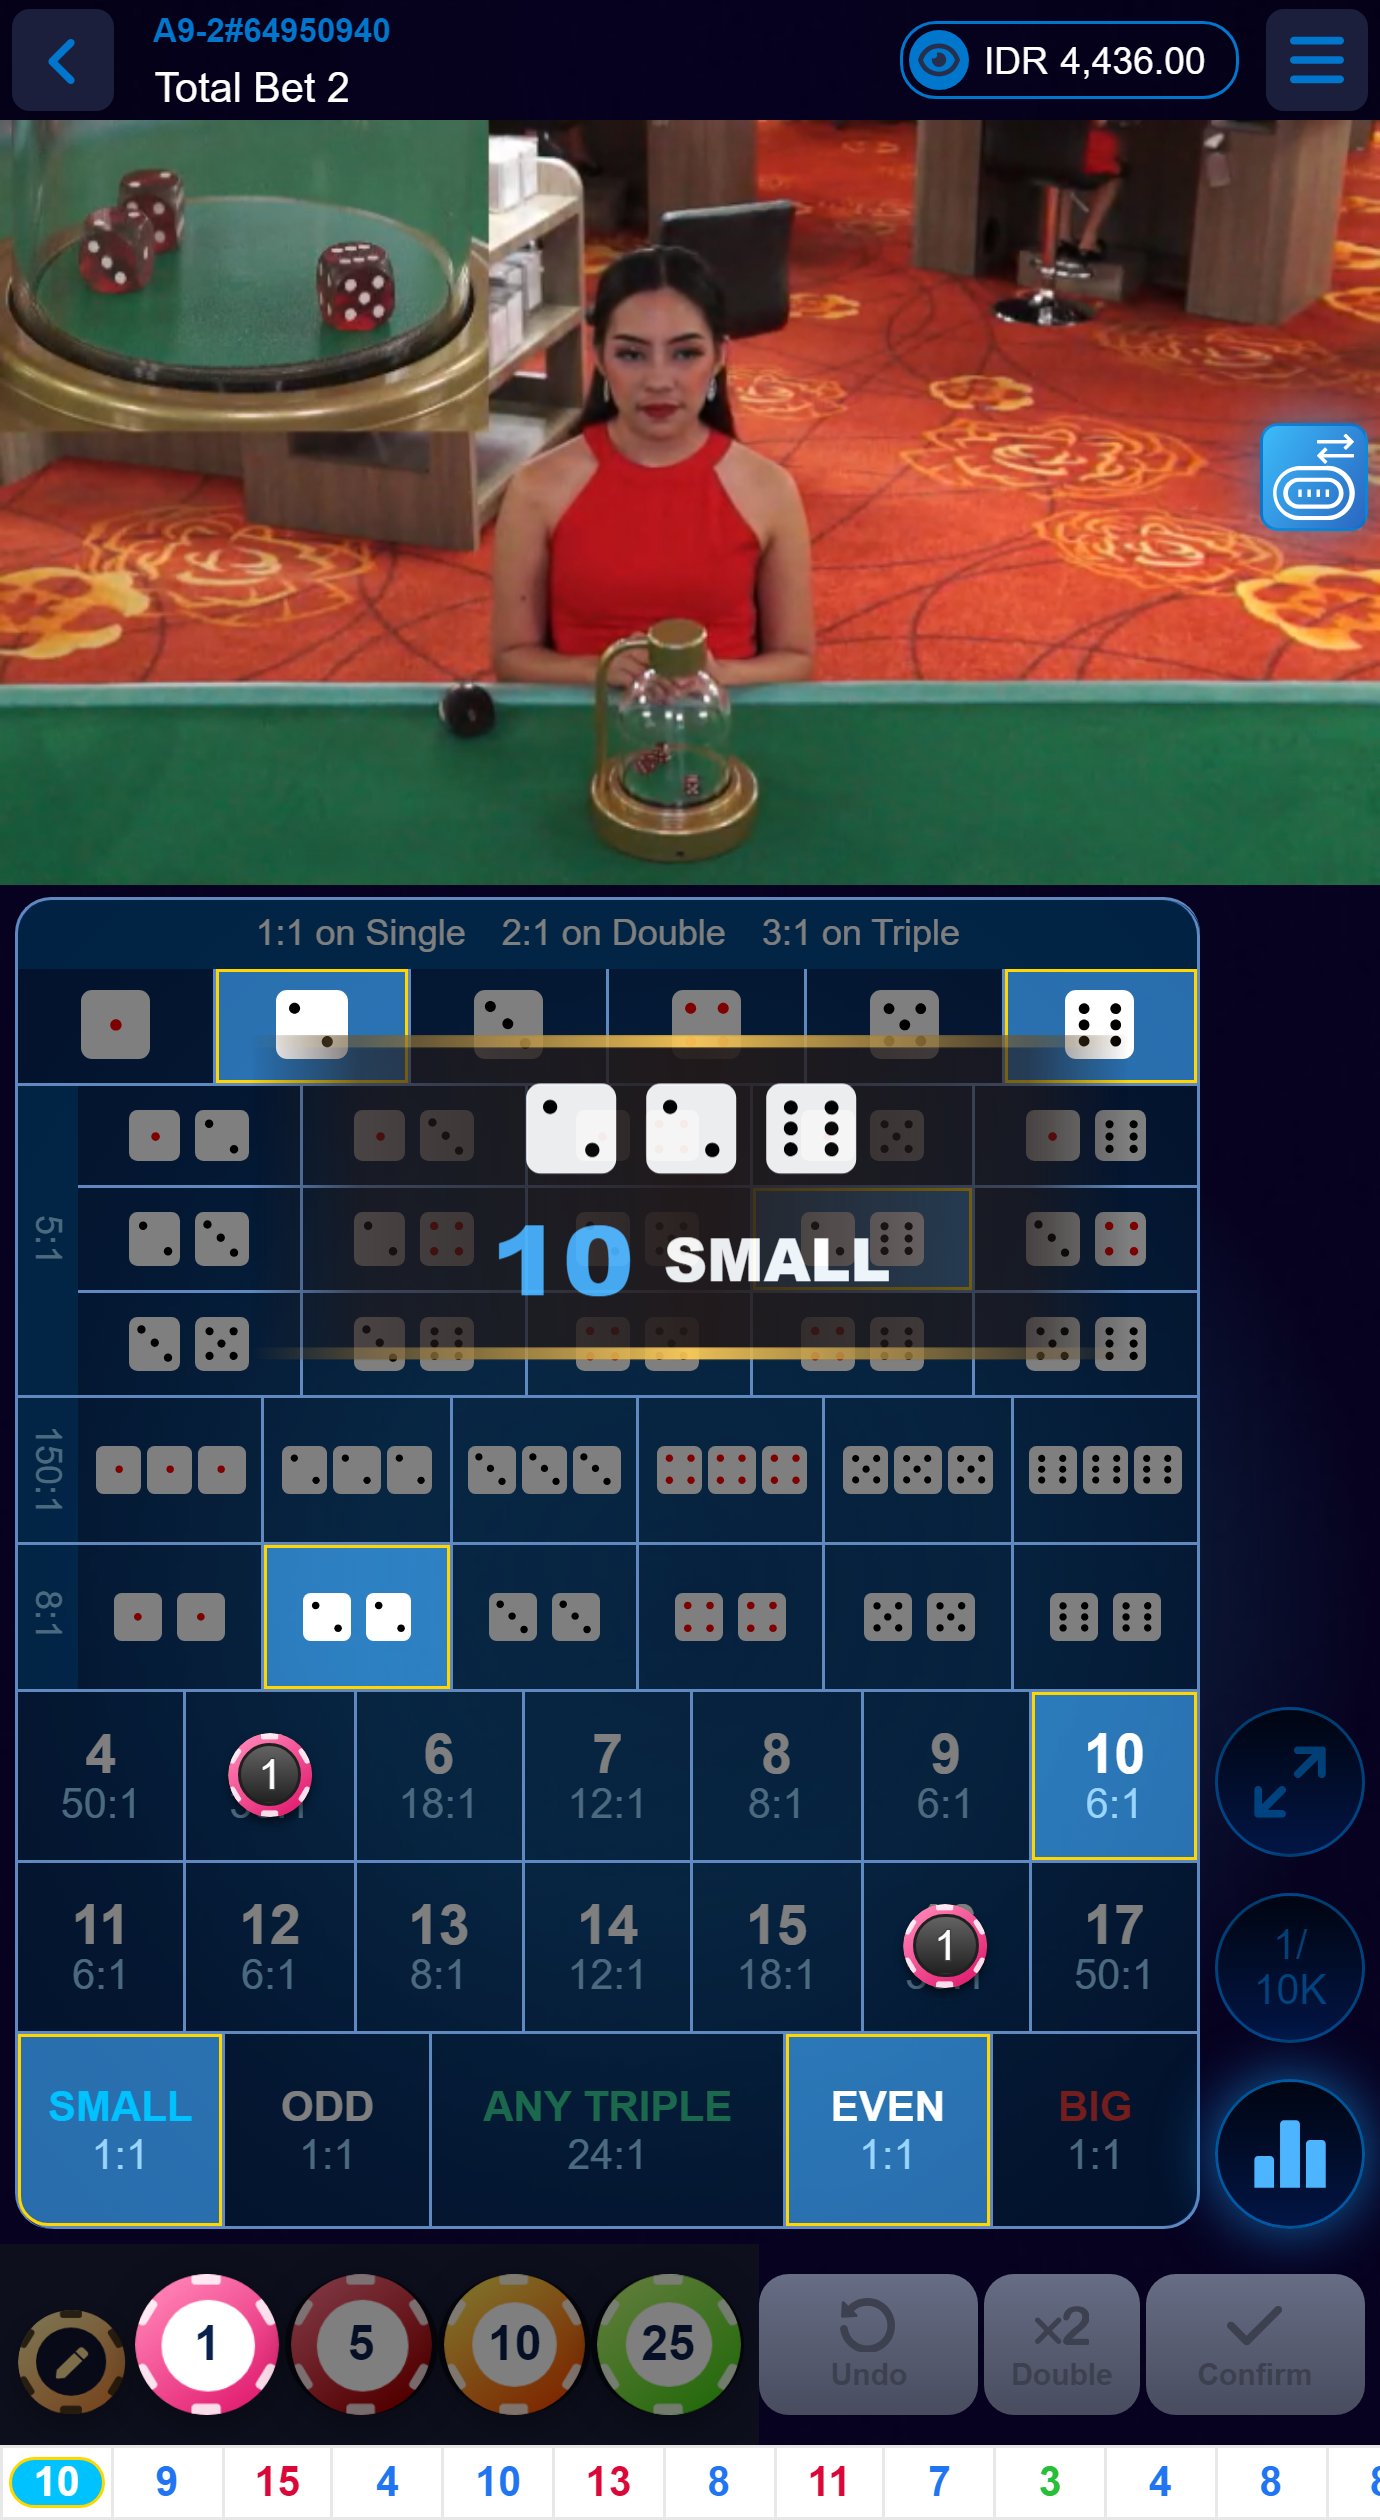 A9-2#64950940
Total Bet 2
IDR 4,436.00
1:1 on Single 2:1 on Double 3:1 on Triple
10 SMALL
5:1
150:1
8:1
4 6 7 8 9 10
50:1 18:1 12:1 8:1 6:1 6:1
1
11 12 13 14 15 17
6:1 6:1 8:1 12:1 18:1 50:1
1
1/
10K
SMALL ODD ANY TRIPLE EVEN BIG
1:1 1:1 24:1 1:1 1:1
1 5 10 25
x2
Undo Double Confirm
10 9 15 4 10 13 8 11 7 3 4 8